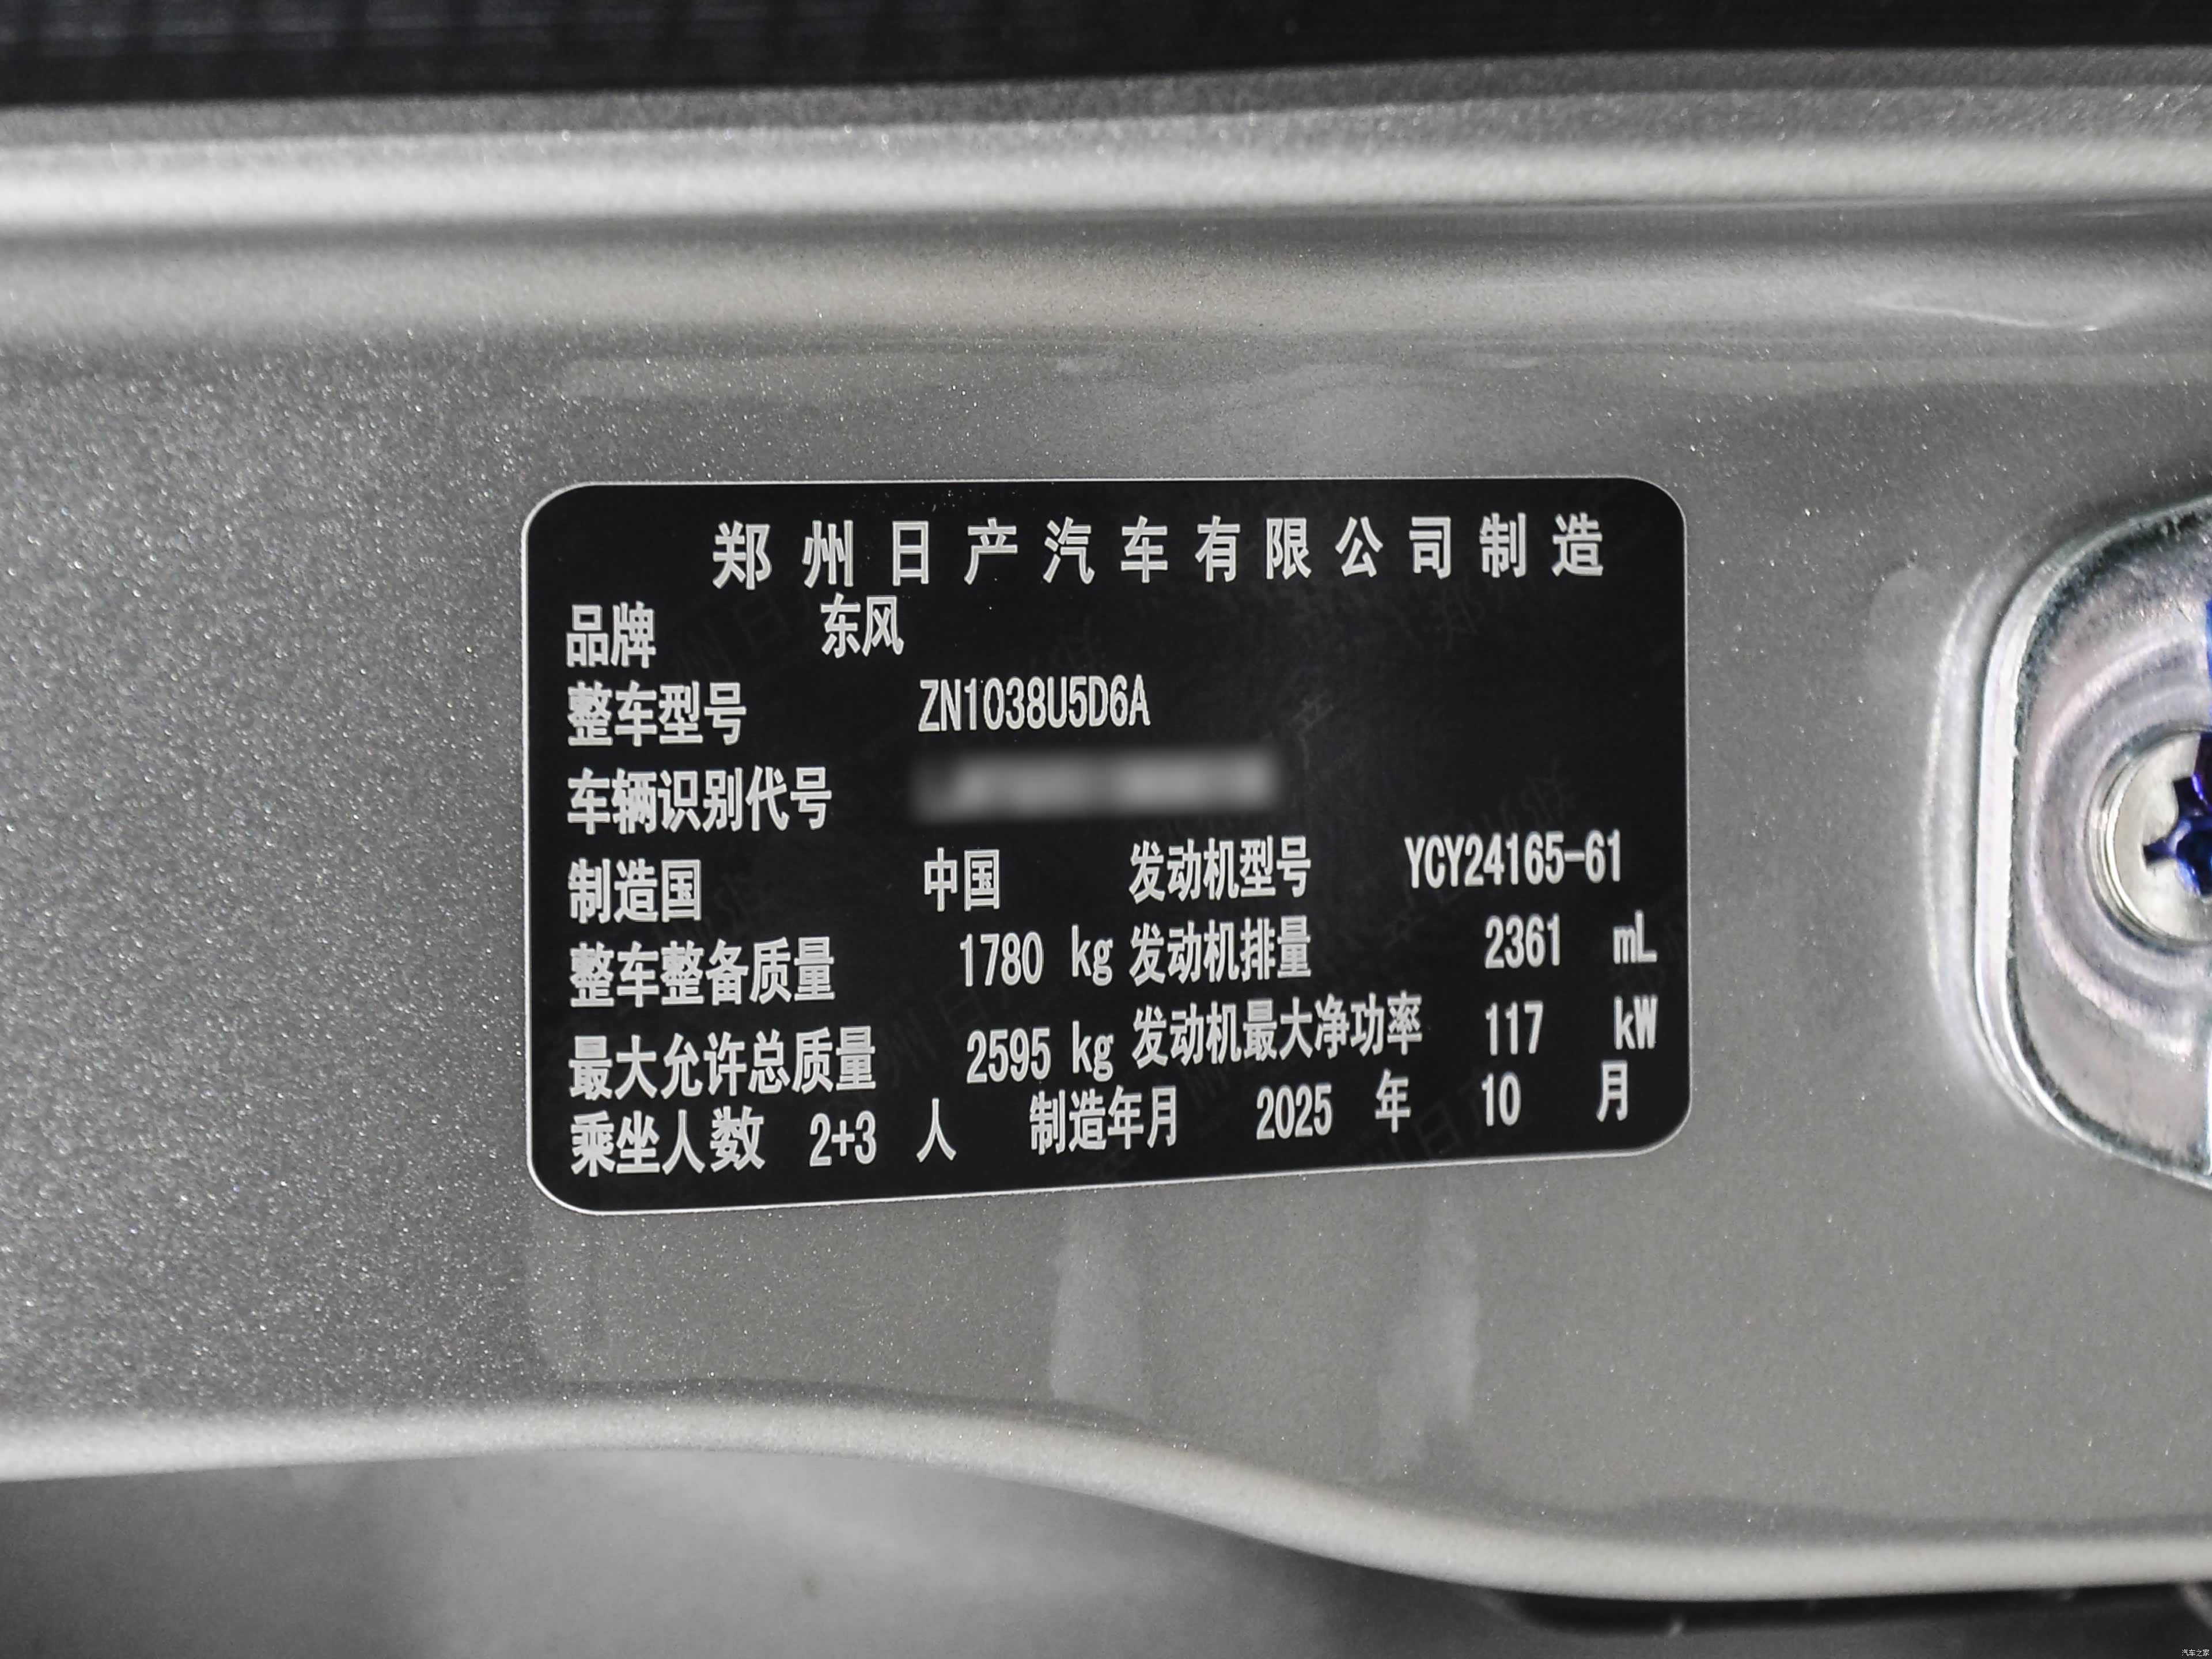 郑州日产汽车有限公司制造
品牌 东风
整车型号 ZN1038U5D6A
车辆识别代号
制造国 中国 发动机型号 YCY24165-61
整车整备质量 1780 kg 发动机排量 2361 mL
最大允许总质量 2595 kg 发动机最大净功率 117 kW
乘坐人数 2+3 人 制造年月 2025 年 10 月
汽车之家